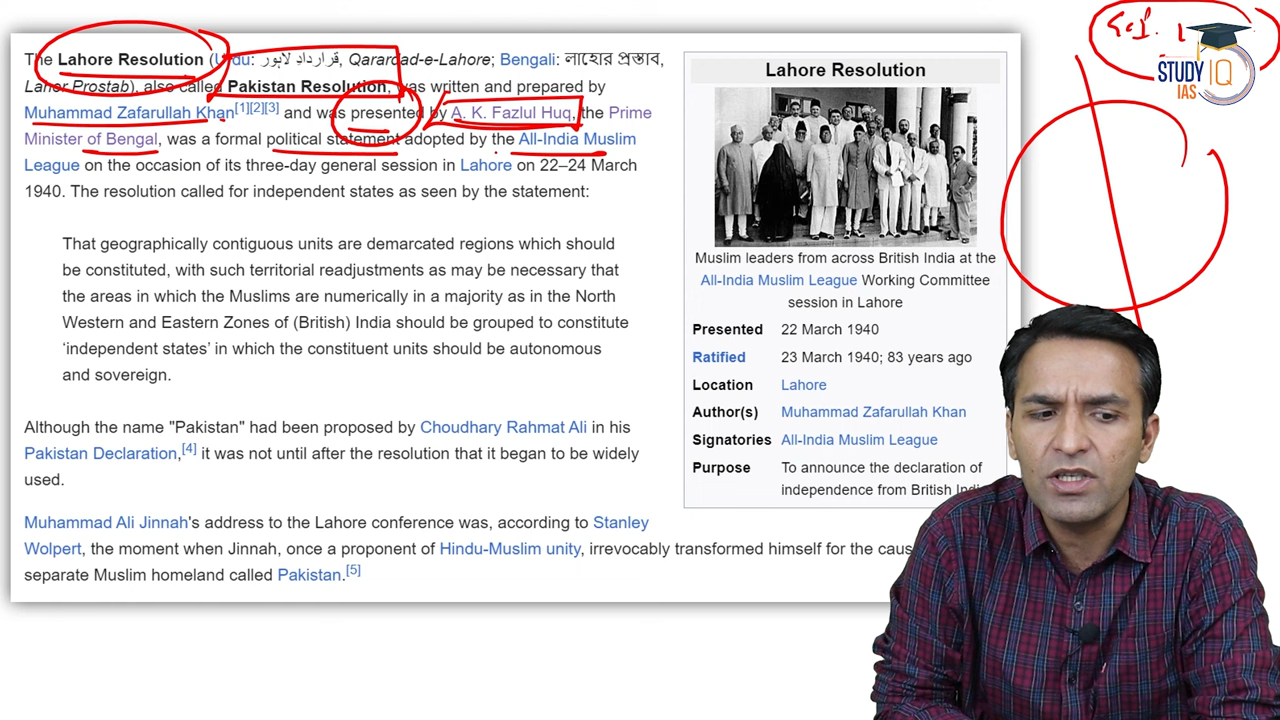 The Lahore Resolution (Urdu: قرارداد لاہور, Qarardad-e-Lahore; Bengali: লাহোর প্রস্তাব,
Lahor Prostab), also called Pakistan Resolution, was written and prepared by
Muhammad Zafarullah Khan[1][2][3] and was presented by A. K. Fazlul Huq, the Prime
Minister of Bengal, was a formal political statement adopted by the All-India Muslim
League on the occasion of its three-day general session in Lahore on 22–24 March
1940. The resolution called for independent states as seen by the statement:
That geographically contiguous units are demarcated regions which should
be constituted, with such territorial readjustments as may be necessary that
the areas in which the Muslims are numerically in a majority as in the North
Western and Eastern Zones of (British) India should be grouped to constitute
‘independent states’ in which the constituent units should be autonomous
and sovereign.
Although the name "Pakistan" had been proposed by Choudhary Rahmat Ali in his
Pakistan Declaration,[4] it was not until after the resolution that it began to be widely
used.
Muhammad Ali Jinnah's address to the Lahore conference was, according to Stanley
Wolpert, the moment when Jinnah, once a proponent of Hindu-Muslim unity, irrevocably transformed himself for the
separate Muslim homeland called Pakistan.[5]
Lahore Resolution
Muslim leaders from across British India at the
All-India Muslim League Working Committee
session in Lahore
Presented 22 March 1940
Ratified 23 March 1940; 83 years ago
Location Lahore
Author(s) Muhammad Zafarullah Khan
Signatories All-India Muslim League
Purpose To announce the declaration of
independence from British
STUDY IQ
IAS